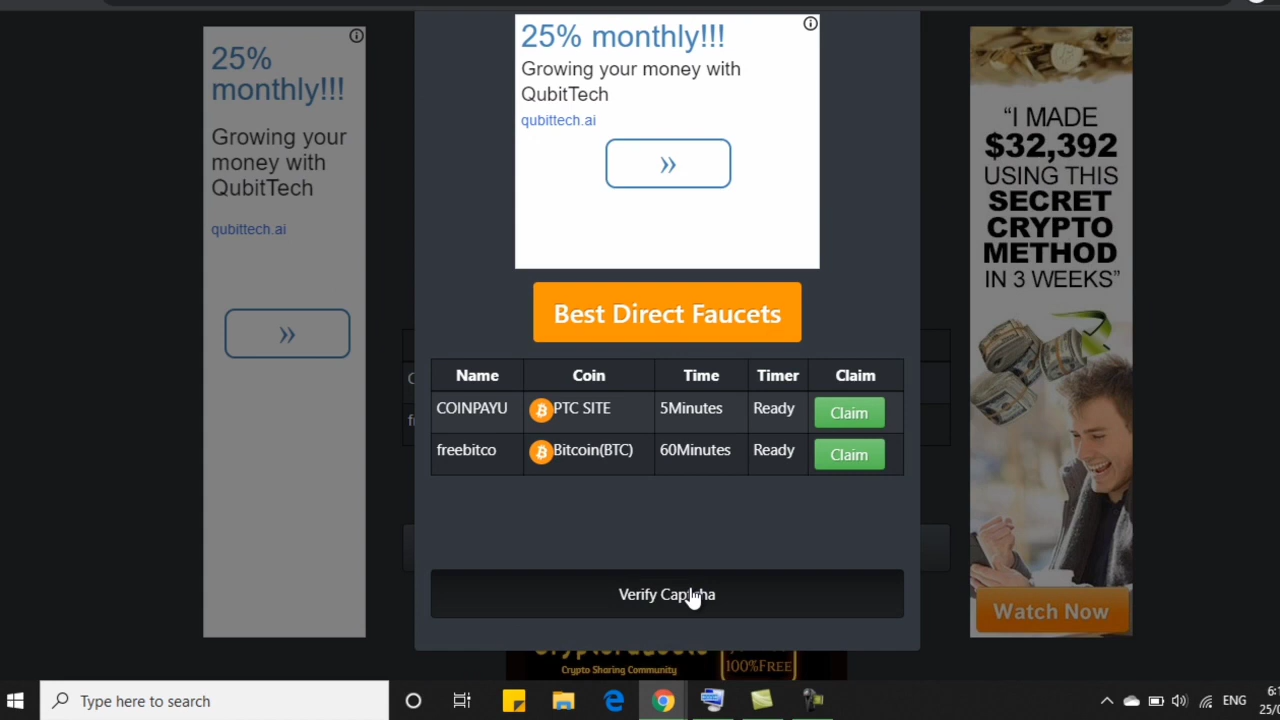 25%
monthly!!!
Growing your
money with
QubitTech
qubittech.ai
»
25% monthly!!!
Growing your money with
QubitTech
qubittech.ai
»
Best Direct Faucets
Name Coin Time Timer Claim
COINPAYU PTC SITE 5Minutes Ready Claim
freebitco Bitcoin(BTC) 60Minutes Ready Claim
Verify Captcha
Crypto Sharing Community
100%FREE
“I MADE
$32,392
USING THIS
SECRET
CRYPTO
METHOD
IN 3 WEEKS”
Watch Now
Type here to search
ENG